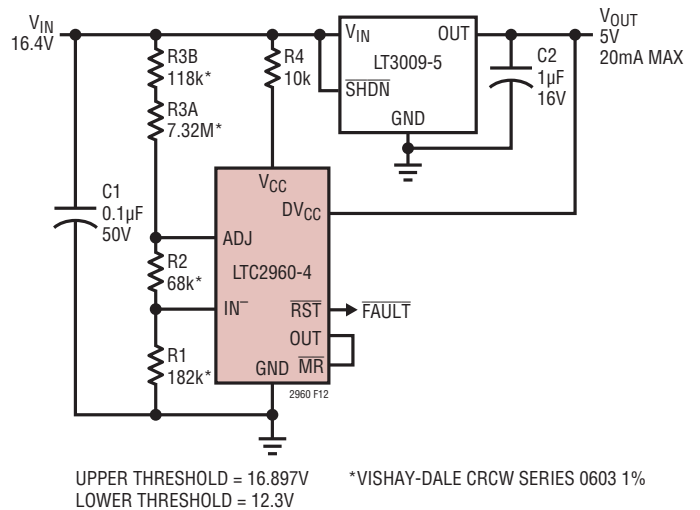 VIN
16.4V
R3B
118k*
R3A
7.32M*
R4
10k
VIN
OUT
LT3009-5
SHDN
GND
C2
1µF
16V
VOUT
5V
20mA MAX
C1
0.1µF
50V
VCC
DVCC
ADJ
LTC2960-4
R2
68k*
IN–
RST
FAULT
OUT
R1
182k*
GND
MR
2960 F12
UPPER THRESHOLD = 16.897V
*VISHAY-DALE CRCW SERIES 0603 1%
LOWER THRESHOLD = 12.3V